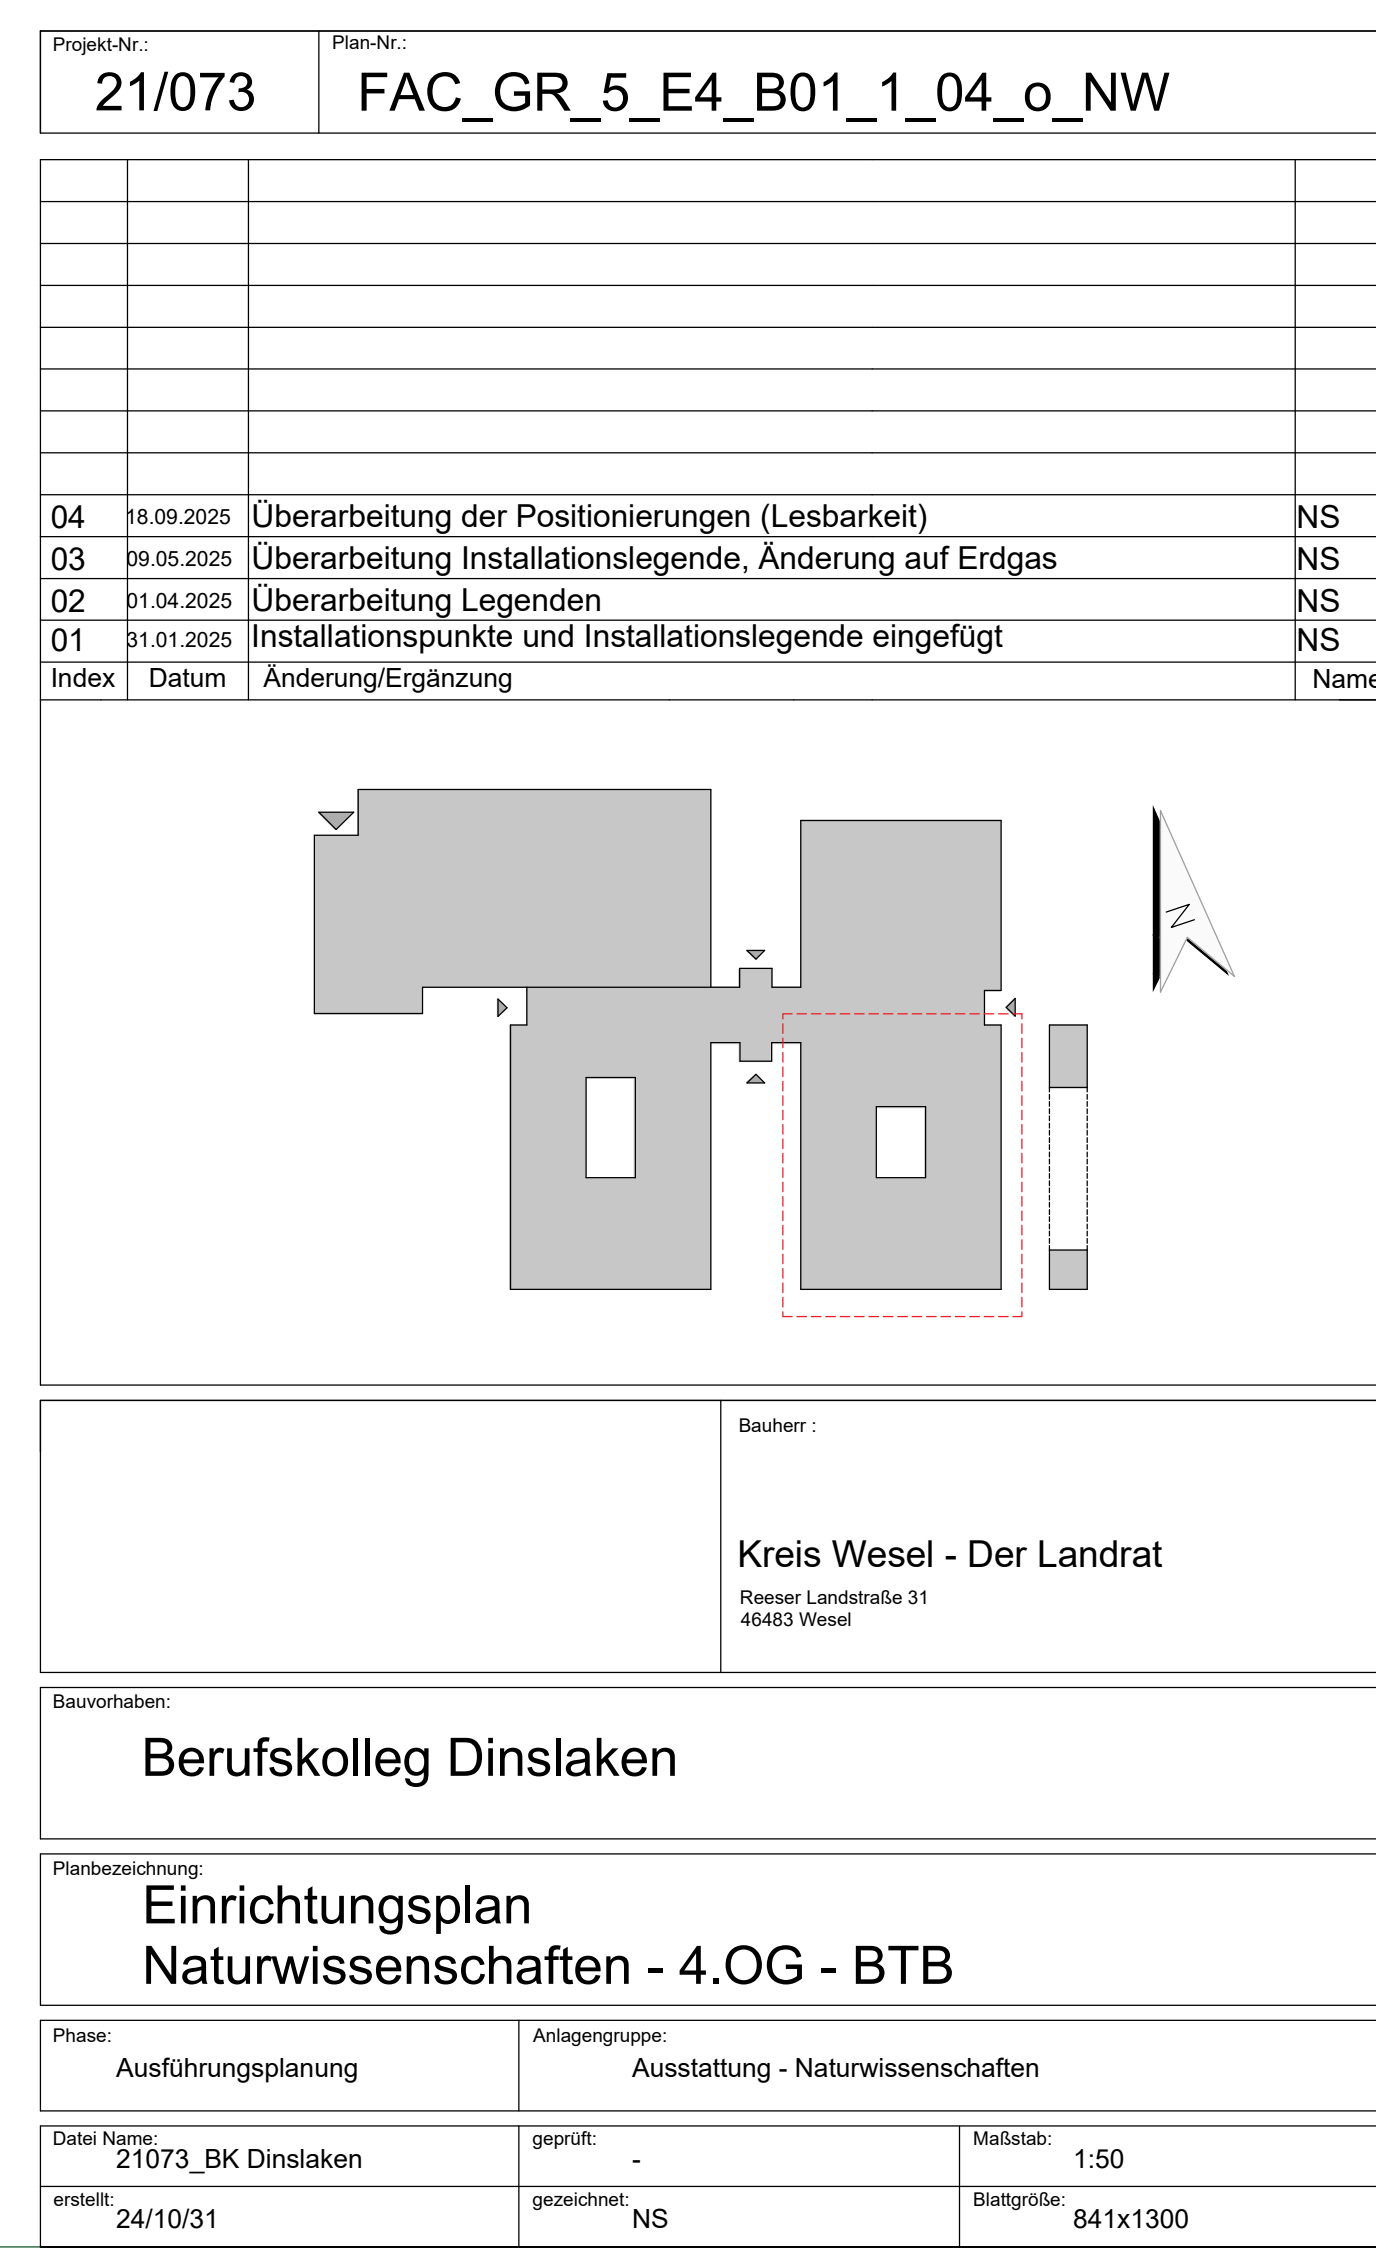 Projekt-Nr.: Plan-Nr.:
21/073 FAC_GR_5_E4_B01_1_04_o_NW
04 18.09.2025 Überarbeitung der Positionierungen (Lesbarkeit) NS
03 09.05.2025 Überarbeitung Installationslegende, Änderung auf Erdgas NS
02 01.04.2025 Überarbeitung Legenden NS
01 31.01.2025 Installationspunkte und Installationslegende eingefügt NS
Index Datum Änderung/Ergänzung Name
N
Bauherr :
Kreis Wesel - Der Landrat
Reeser Landstraße 31
46483 Wesel
Bauvorhaben:
Berufskolleg Dinslaken
Planbezeichnung:
Einrichtungsplan
Naturwissenschaften - 4.OG - BTB
Phase: Anlagengruppe:
Ausführungsplanung Ausstattung - Naturwissenschaften
Datei Name: geprüft: Maßstab:
21073_BK Dinslaken - 1:50
erstellt: gezeichnet: Blattgröße:
24/10/31 NS 841x1300